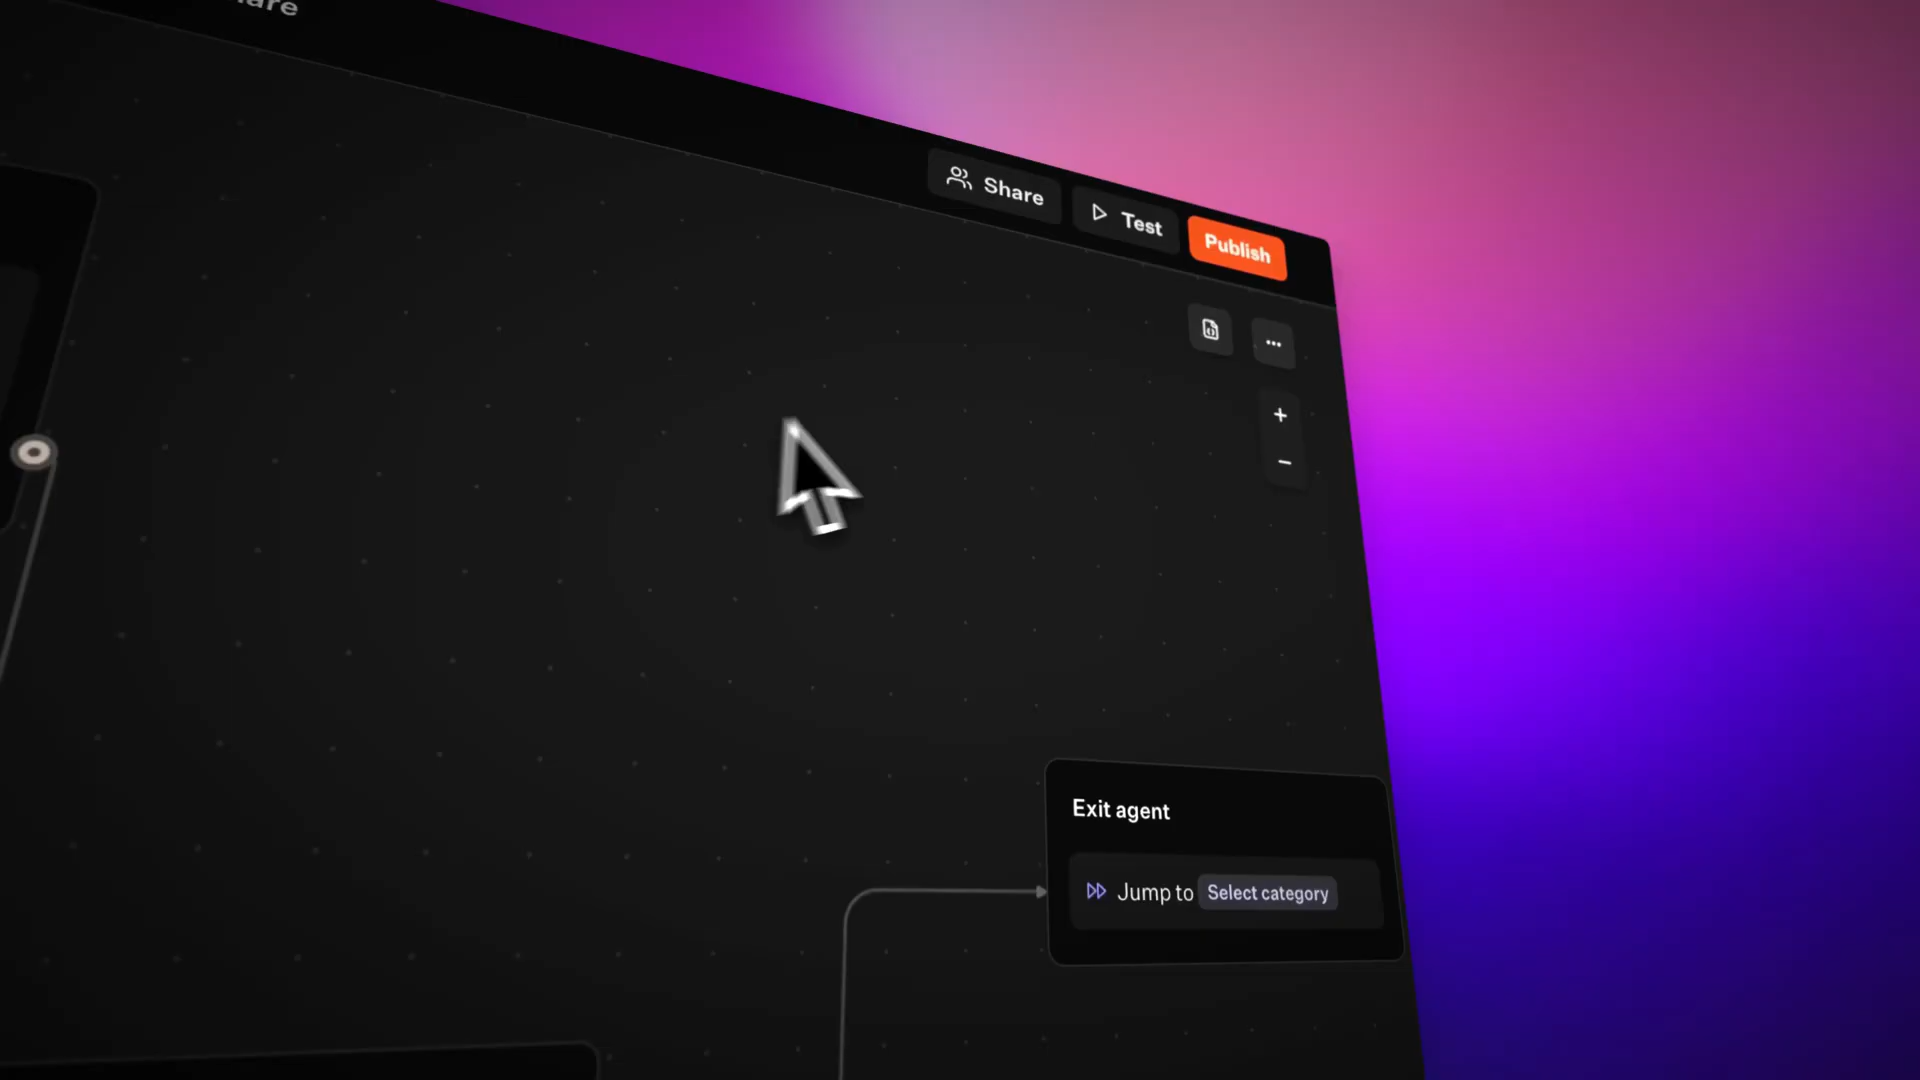 Share
Test
Publish
Exit agent
Jump to Select category